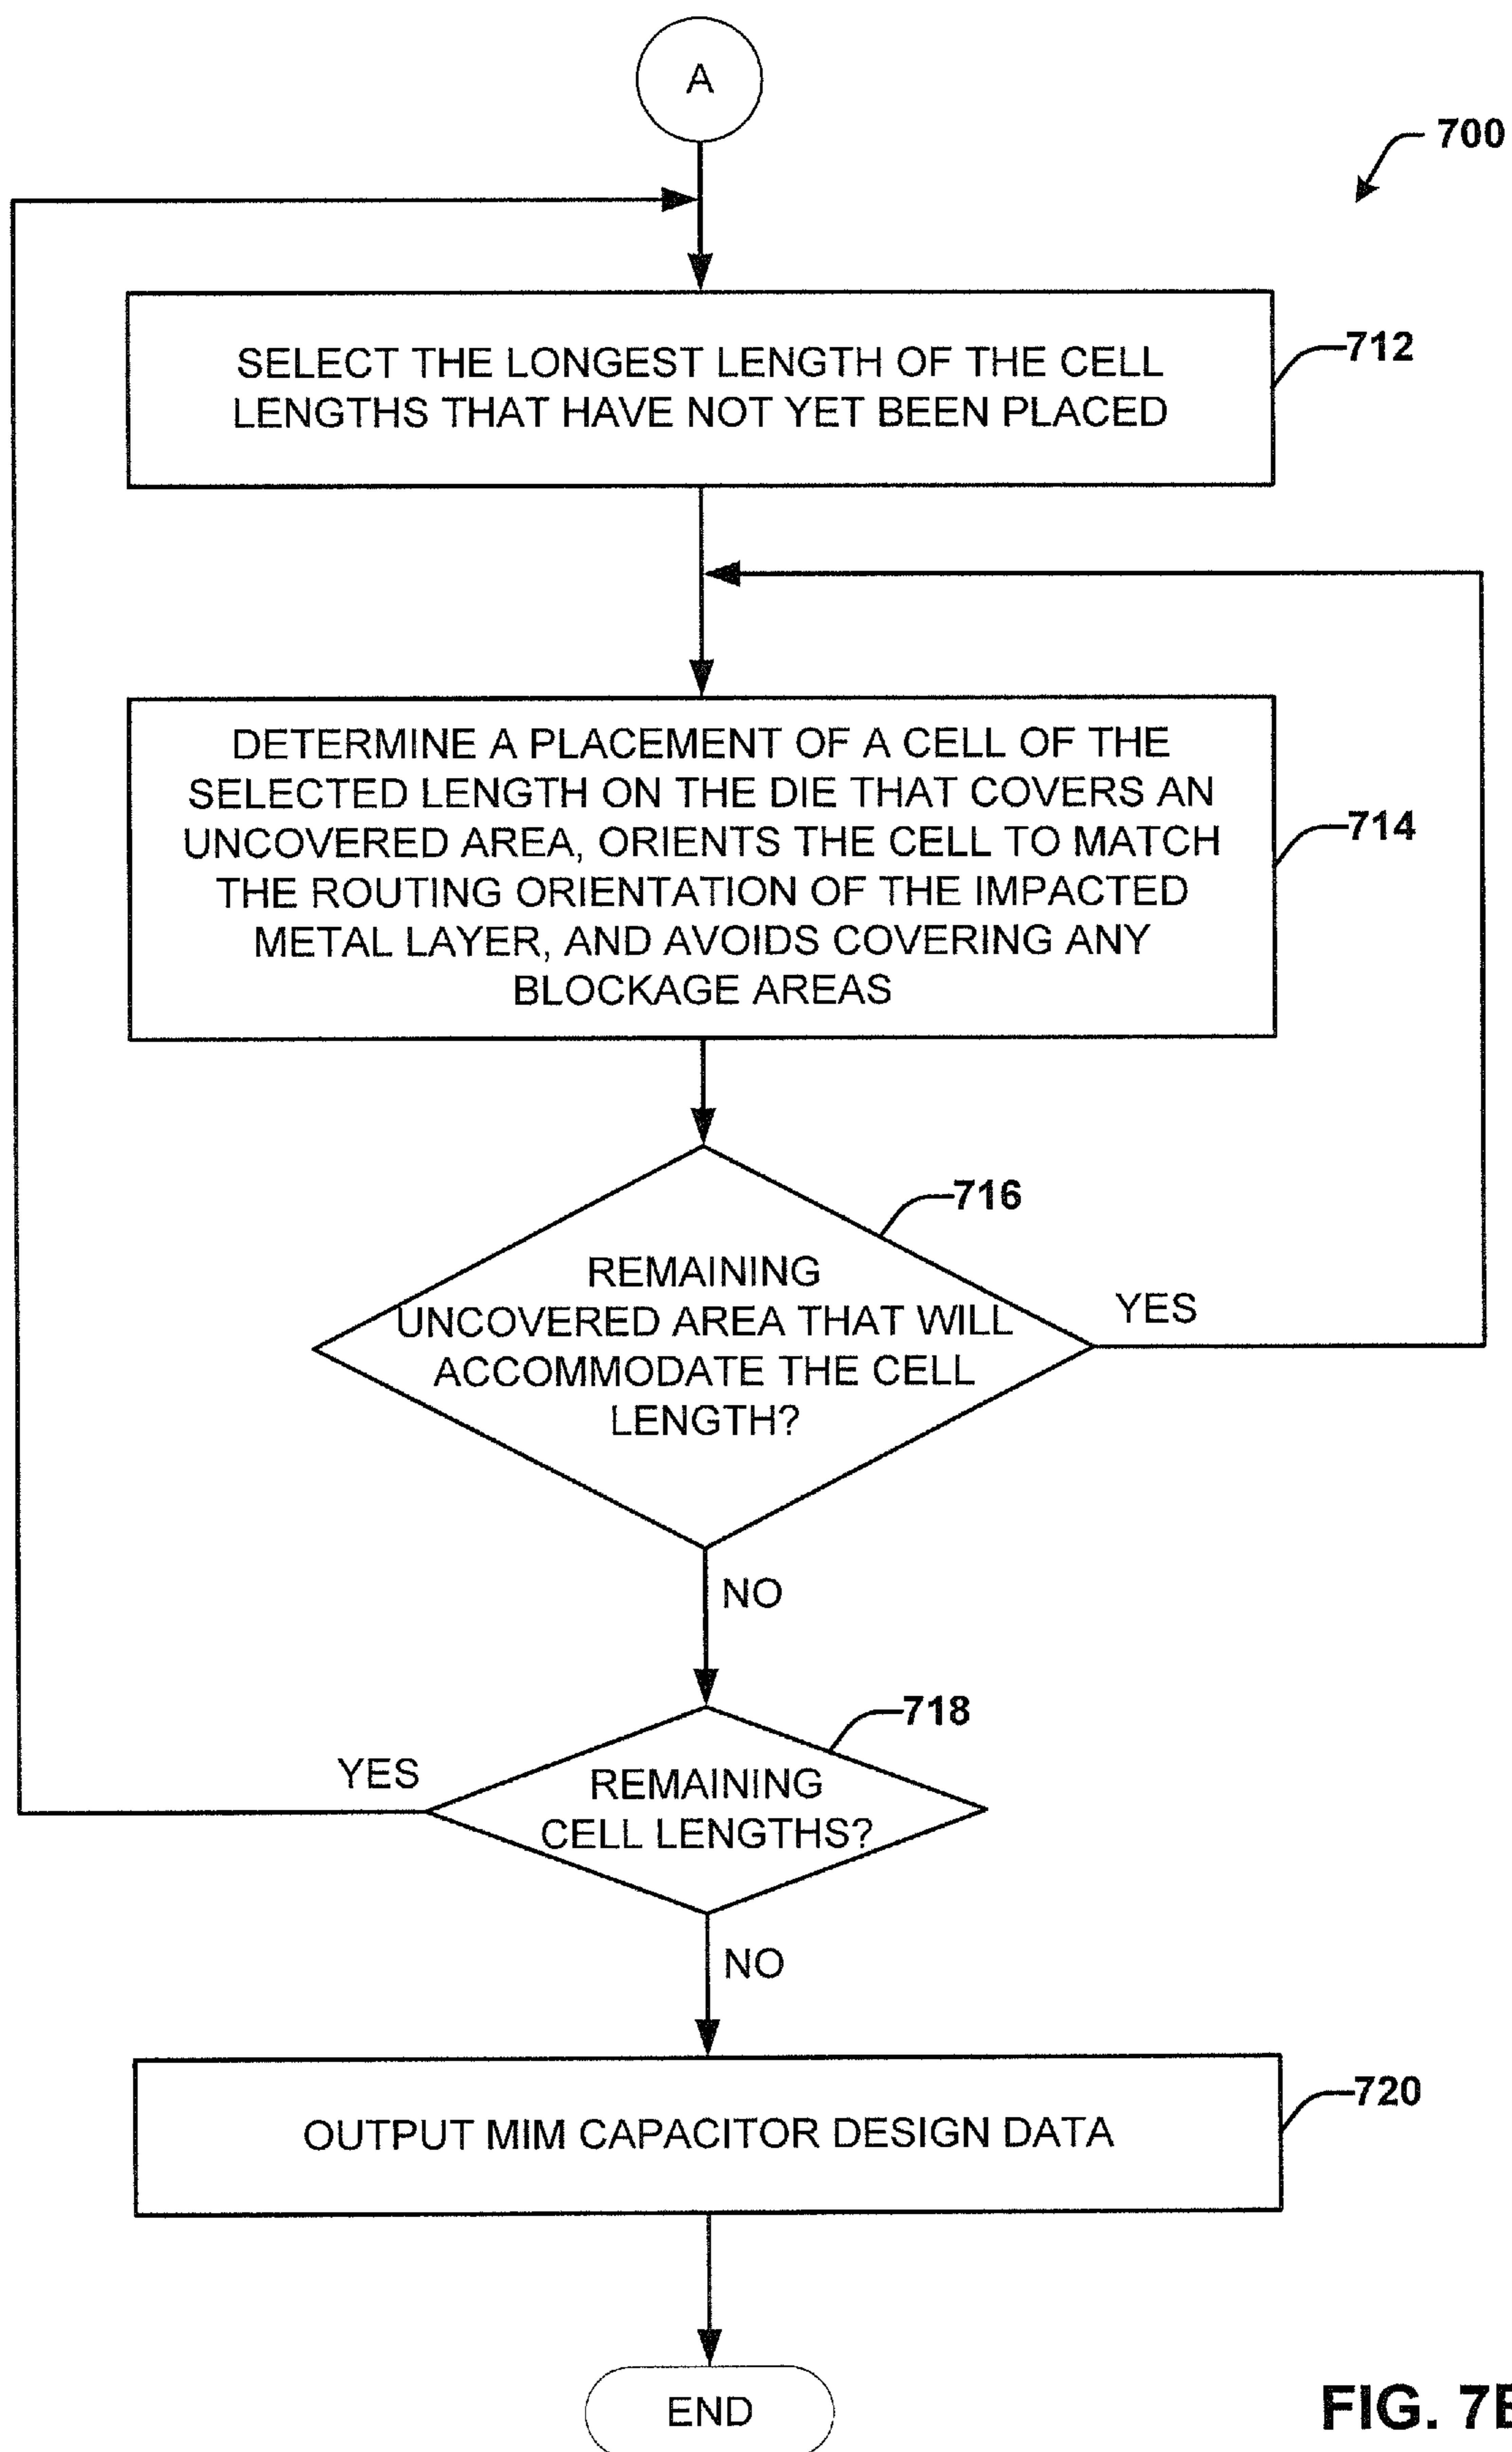 A
700
SELECT THE LONGEST LENGTH OF THE CELL
LENGTHS THAT HAVE NOT YET BEEN PLACED
712
DETERMINE A PLACEMENT OF A CELL OF THE
SELECTED LENGTH ON THE DIE THAT COVERS AN
UNCOVERED AREA, ORIENTS THE CELL TO MATCH
THE ROUTING ORIENTATION OF THE IMPACTED
METAL LAYER, AND AVOIDS COVERING ANY
BLOCKAGE AREAS
714
716
REMAINING
UNCOVERED AREA THAT WILL
ACCOMMODATE THE CELL
LENGTH?
YES
NO
718
YES
REMAINING
CELL LENGTHS?
NO
720
OUTPUT MIM CAPACITOR DESIGN DATA
END
FIG. 7B